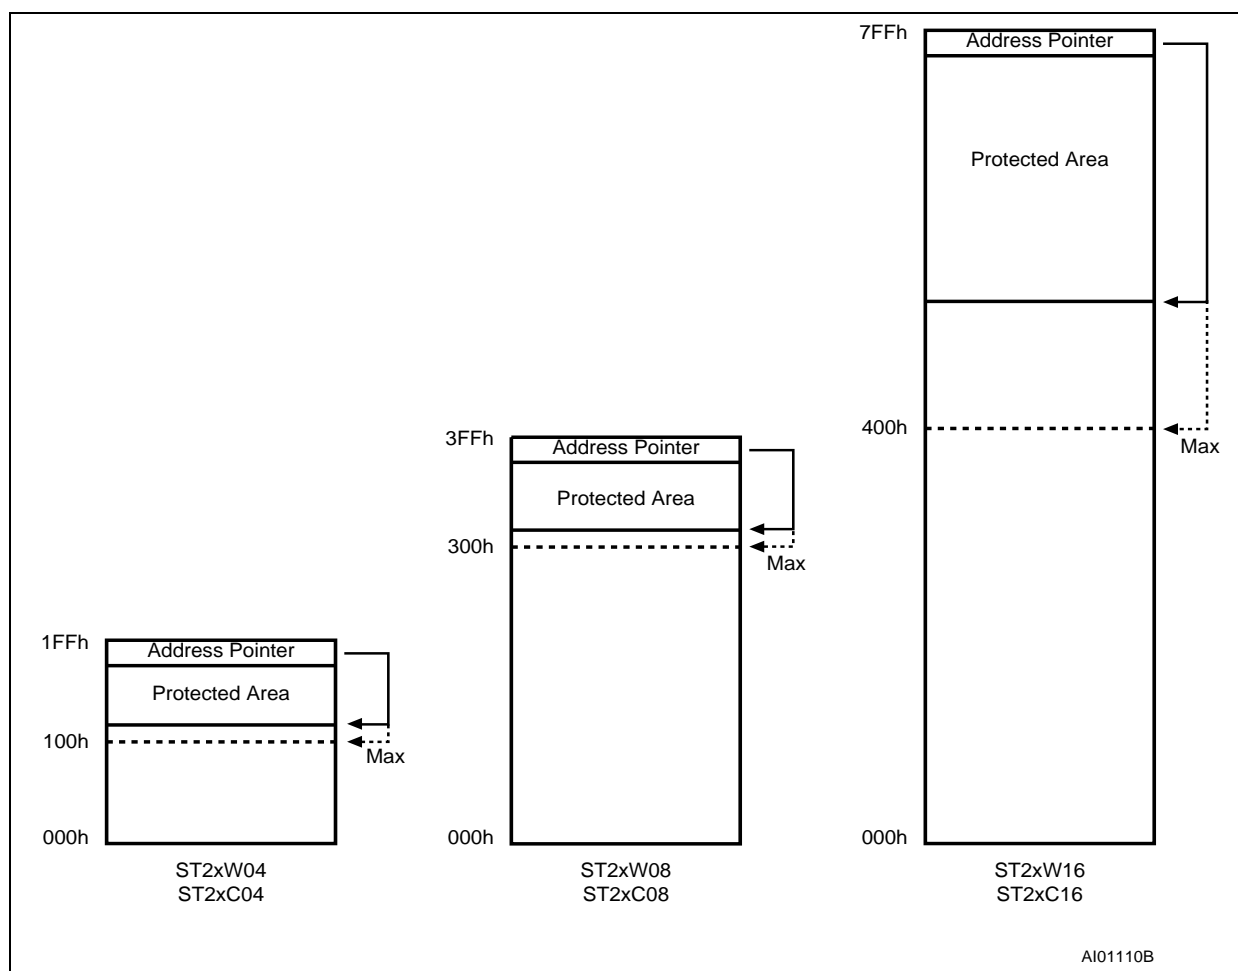 7FFh
Address Pointer
Protected Area
400h
Max
3FFh
Address Pointer
Protected Area
300h
Max
1FFh
Address Pointer
Protected Area
100h
Max
000h
000h
000h
ST2xW04
ST2xC04
ST2xW08
ST2xC08
ST2xW16
ST2xC16
AI01110B